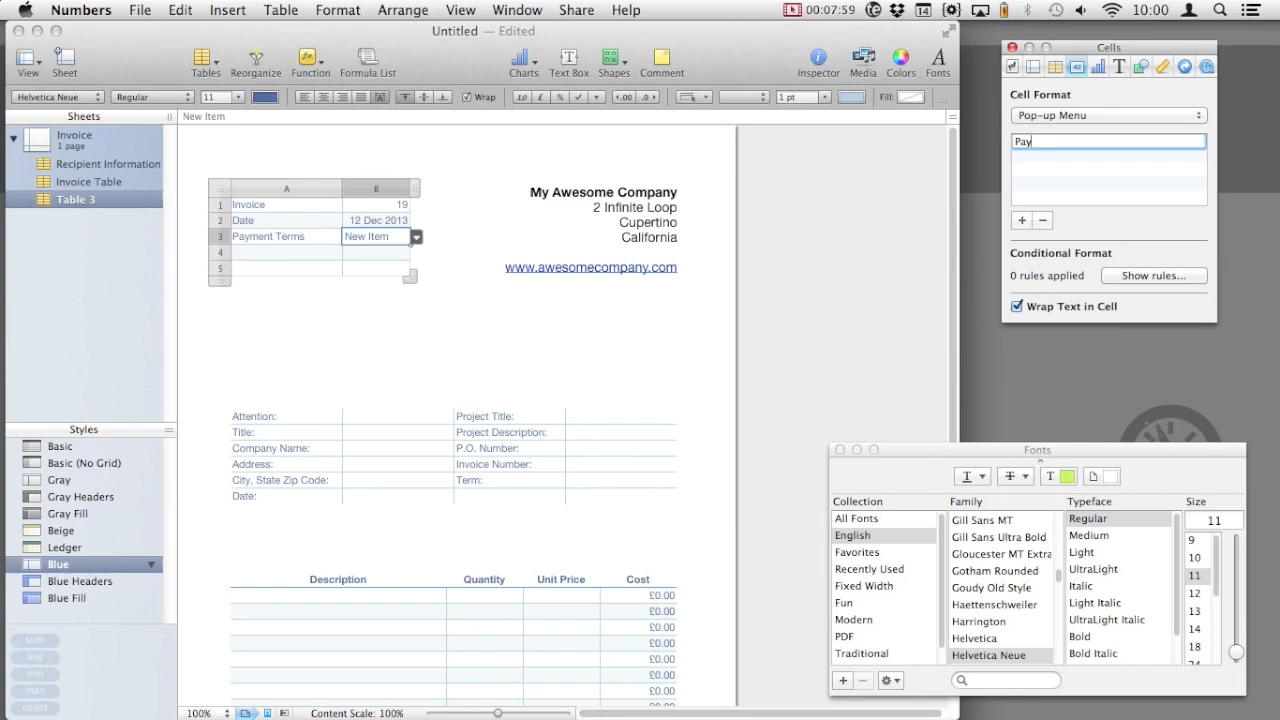 Numbers File Edit Insert Table Format Arrange View Window Share Help
00:07:59
14
10:00
Untitled — Edited
View Sheet Tables Reorganize Function Formula List Charts Text Box Shapes Comment Inspector Media Colors Fonts
Helvetica Neue Regular 11 Wrap 1.0 £ % .00 .0 1 pt Fill:
Sheets
Invoice
1 page
Recipient Information
Invoice Table
Table 3
Styles
Basic
Basic (No Grid)
Gray
Gray Headers
Gray Fill
Beige
Ledger
Blue
Blue Headers
Blue Fill
sum
avg
min
max
count
New Item
A B
1 Invoice 19
2 Date 12 Dec 2013
3 Payment Terms New Item
4
5
My Awesome Company
2 Infinite Loop
Cupertino
California
www.awesomecompany.com
Attention: Project Title:
Title: Project Description:
Company Name: P.O. Number:
Address: Invoice Number:
City, State Zip Code: Term:
Date:
Description Quantity Unit Price Cost
£0.00
£0.00
£0.00
£0.00
£0.00
£0.00
£0.00
100% Content Scale: 100%
Cells
42
Cell Format
Pop-up Menu
Pay
+ −
Conditional Format
0 rules applied Show rules...
Wrap Text in Cell
Fonts
T T T
Collection Family Typeface Size
All Fonts
English
Favorites
Recently Used
Fixed Width
Fun
Modern
PDF
Traditional
Gill Sans MT
Gill Sans Ultra Bold
Gloucester MT Extra
Gotham Rounded
Goudy Old Style
Haettenschweiler
Harrington
Helvetica
Helvetica Neue
Regular
Medium
Light
UltraLight
Italic
Light Italic
UltraLight Italic
Bold
Bold Italic
11
9
10
11
12
13
14
18
24